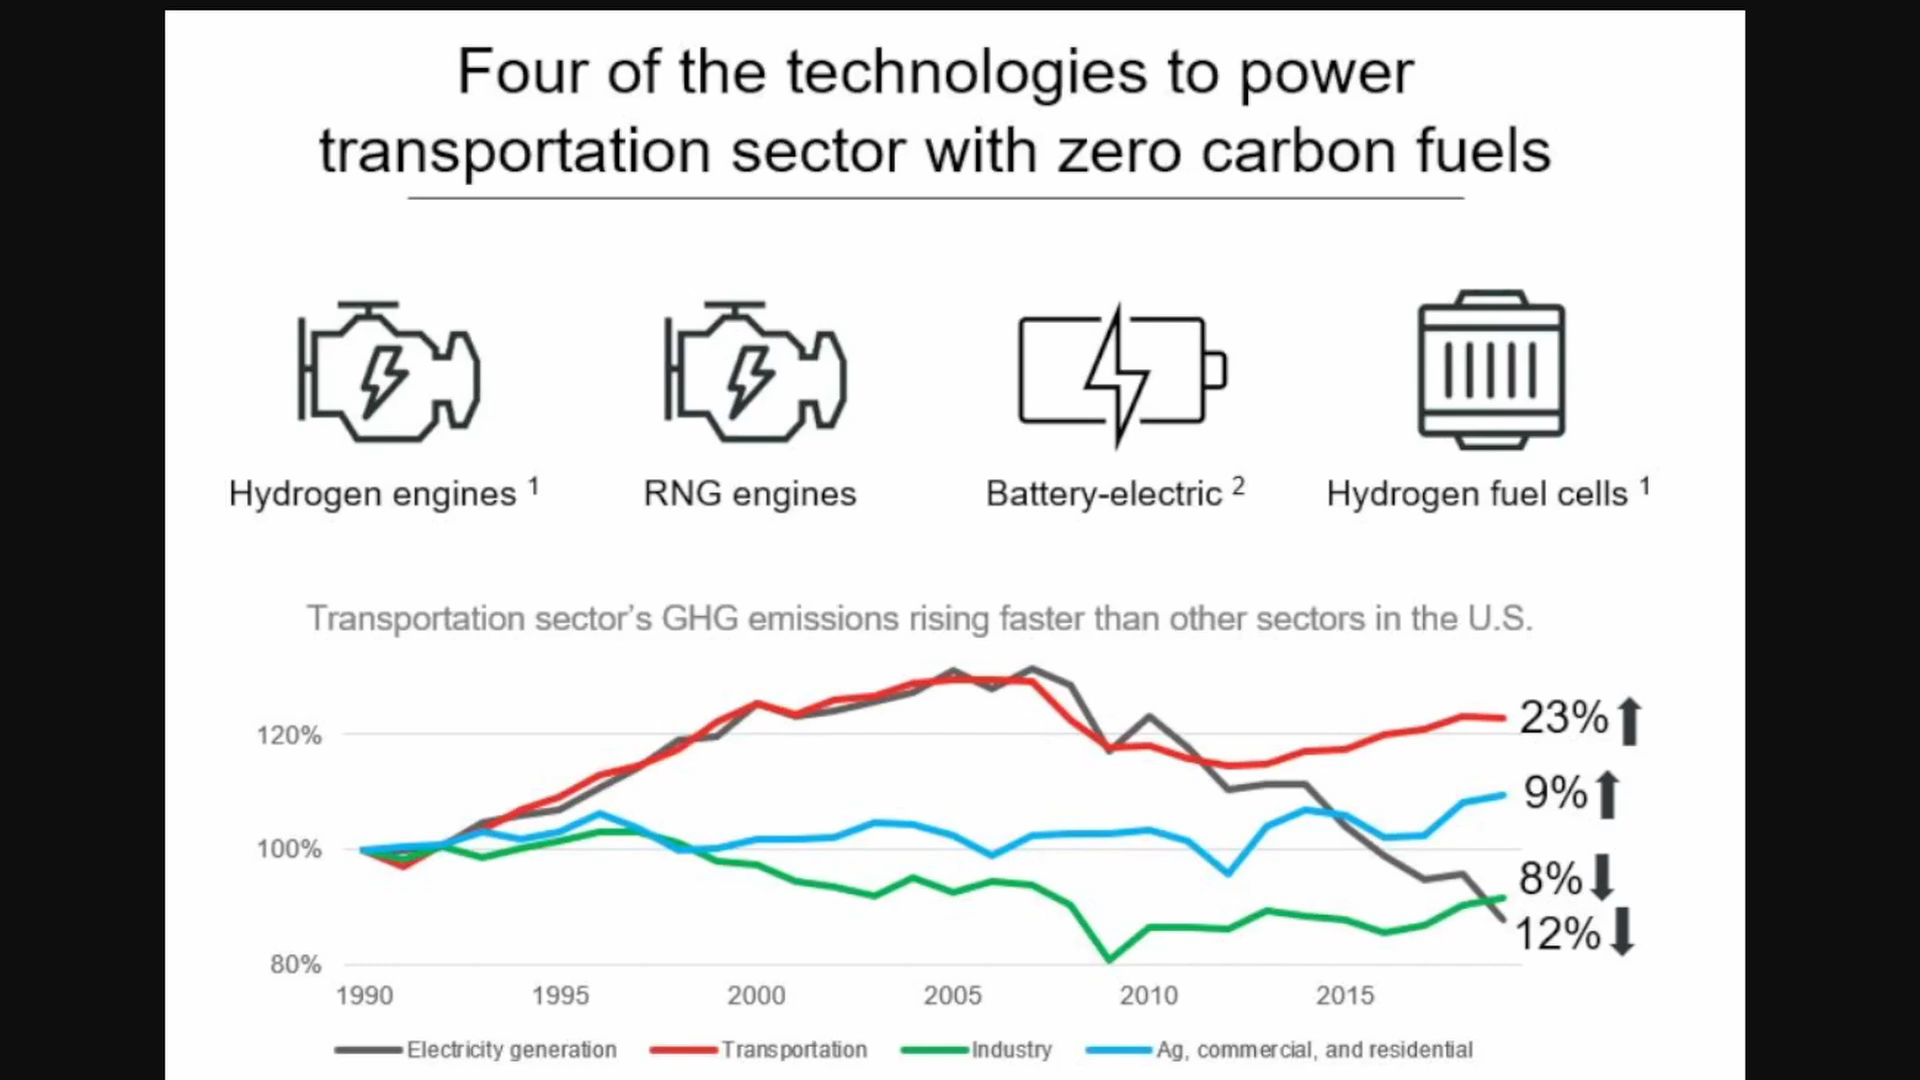 Four of the technologies to power
transportation sector with zero carbon fuels
Hydrogen engines 1
RNG engines
Battery-electric 2
Hydrogen fuel cells 1
Transportation sector's GHG emissions rising faster than other sectors in the U.S.
120%
100%
80%
23%
9%
8%
12%
1990 1995 2000 2005 2010 2015
Electricity generation Transportation Industry Ag, commercial, and residential